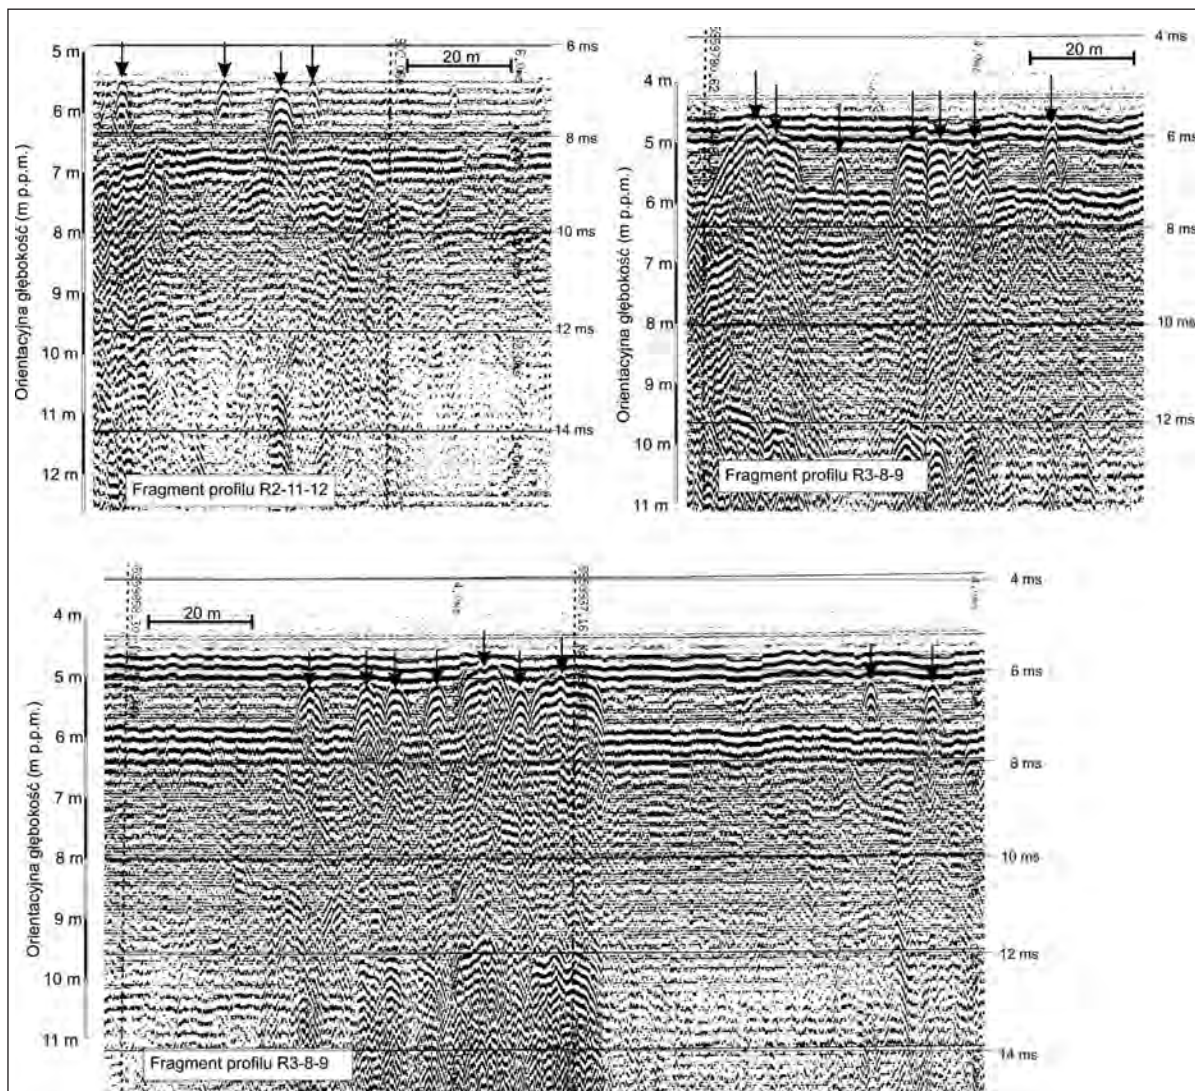 5 m
6 m
7 m
8 m
9 m
10 m
11 m
12 m
Orientacyjna głębokość (m p.p.m.)
20 m
6 ms
8 ms
10 ms
12 ms
14 ms
Fragment profilu R2-11-12
4 m
5 m
6 m
7 m
8 m
9 m
10 m
11 m
Orientacyjna głębokość (m p.p.m.)
20 m
4 ms
6 ms
8 ms
10 ms
12 ms
Fragment profilu R3-8-9
4 m
5 m
6 m
7 m
8 m
9 m
10 m
11 m
Orientacyjna głębokość (m p.p.m.)
20 m
4 ms
6 ms
8 ms
10 ms
12 ms
14 ms
Fragment profilu R3-8-9